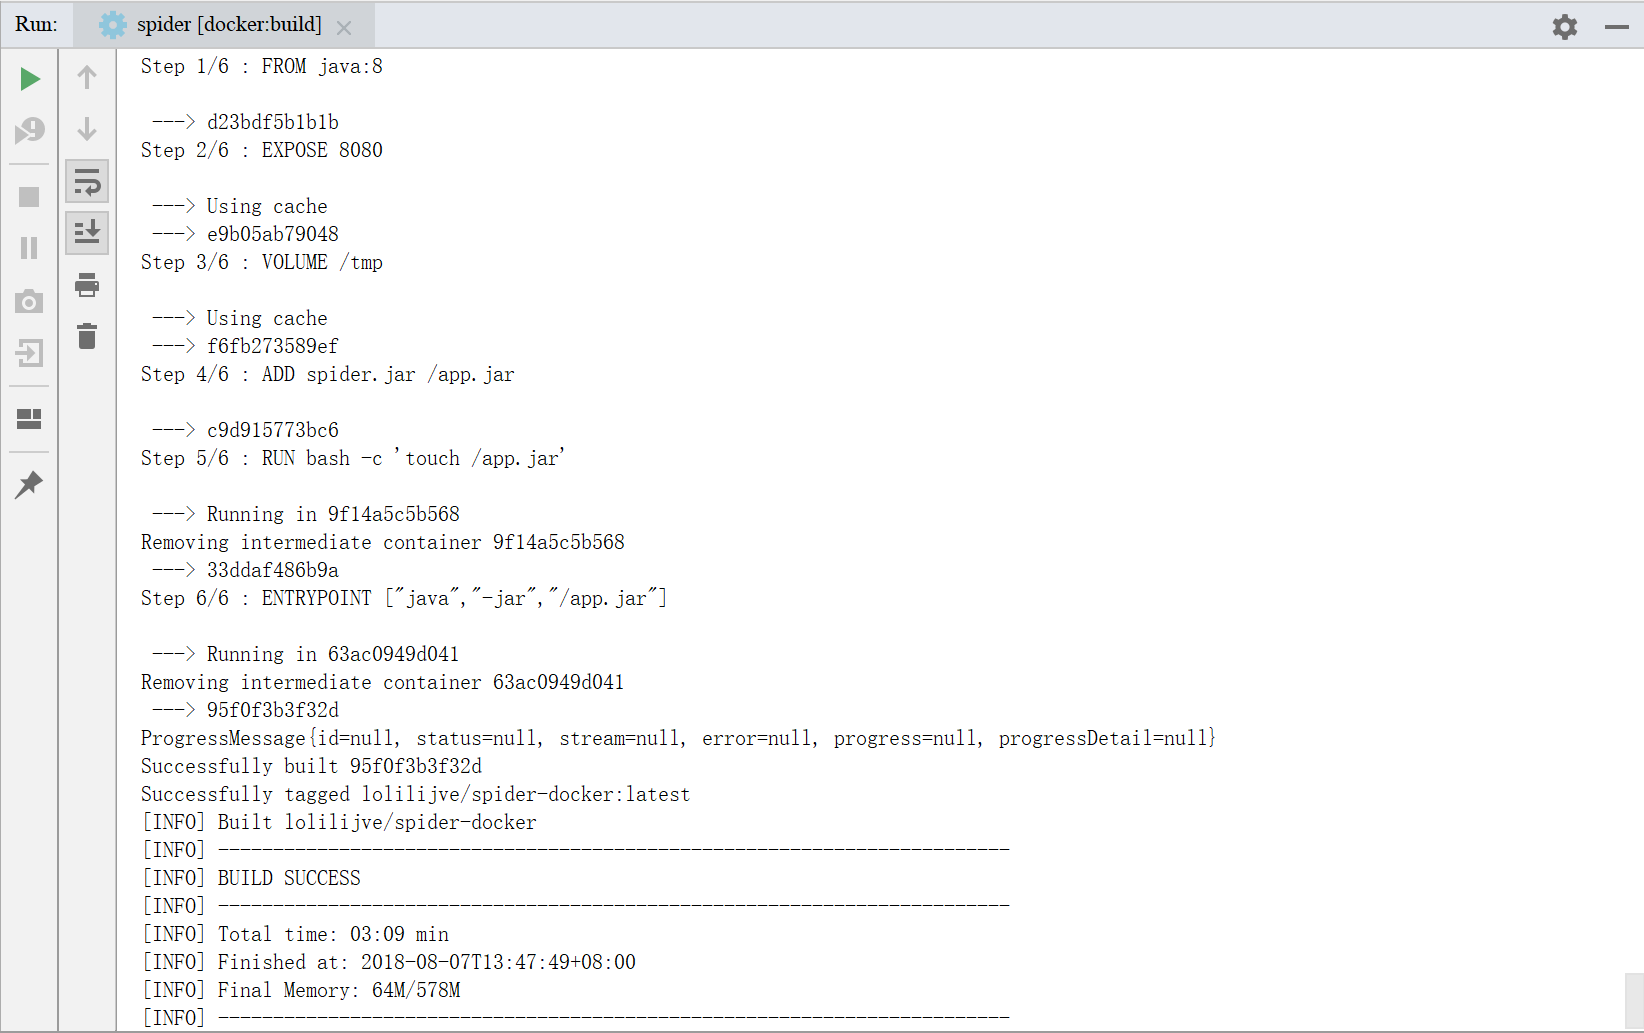 Run: spider [docker:build]
Step 1/6 : FROM java:8
---> d23bdf5b1b1b
Step 2/6 : EXPOSE 8080
---> Using cache
---> e9b05ab79048
Step 3/6 : VOLUME /tmp
---> Using cache
---> f6fb273589ef
Step 4/6 : ADD spider.jar /app.jar
---> c9d915773bc6
Step 5/6 : RUN bash -c 'touch /app.jar'
---> Running in 9f14a5c5b568
Removing intermediate container 9f14a5c5b568
---> 33ddaf486b9a
Step 6/6 : ENTRYPOINT ["java","-jar","/app.jar"]
---> Running in 63ac0949d041
Removing intermediate container 63ac0949d041
---> 95f0f3b3f32d
ProgressMessage{id=null, status=null, stream=null, error=null, progress=null, progressDetail=null}
Successfully built 95f0f3b3f32d
Successfully tagged lolilijve/spider-docker:latest
[INFO] Built lolilijve/spider-docker
[INFO] ------------------------------------------------------------------------
[INFO] BUILD SUCCESS
[INFO] ------------------------------------------------------------------------
[INFO] Total time: 03:09 min
[INFO] Finished at: 2018-08-07T13:47:49+08:00
[INFO] Final Memory: 64M/578M
[INFO] ------------------------------------------------------------------------